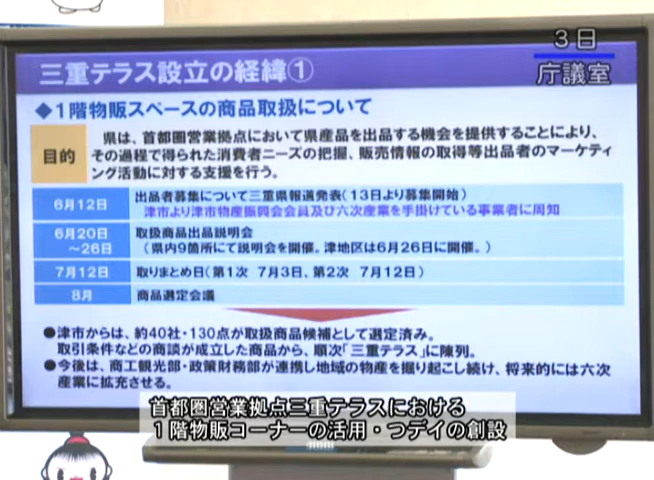 3日
庁議室
三重テラス設立の経緯①
◆1階物販スペースの商品取扱について
目的
県は、首都圏営業拠点において県産品を出品する機会を提供することにより、
その過程で得られた消費者ニーズの把握、販売情報の取得等出品者のマーケティ
ング活動に対する支援を行う。
6月12日
出品者募集について三重県報道発表(13日より募集開始)
津市より津市物産振興会会員及び六次産業を手掛けている事業者に周知
6月20日
～26日
取扱商品出品説明会
(県内9箇所にて説明会を開催。津地区は6月26日に開催。)
7月12日
取りまとめ日(第1次 7月3日、第2次 7月12日)
8月
商品選定会議
●津市からは、約40社・130点が取扱商品候補として選定済み。
取引条件などの商談が成立した商品から、順次「三重テラス」に陳列。
●今後は、商工観光部・政策財務部が連携し地域の物産を掘り起こし続け、将来的には六次
産業に拡充させる。
首都圏営業拠点三重テラスにおける
1階物販コーナーの活用・つデイの創設